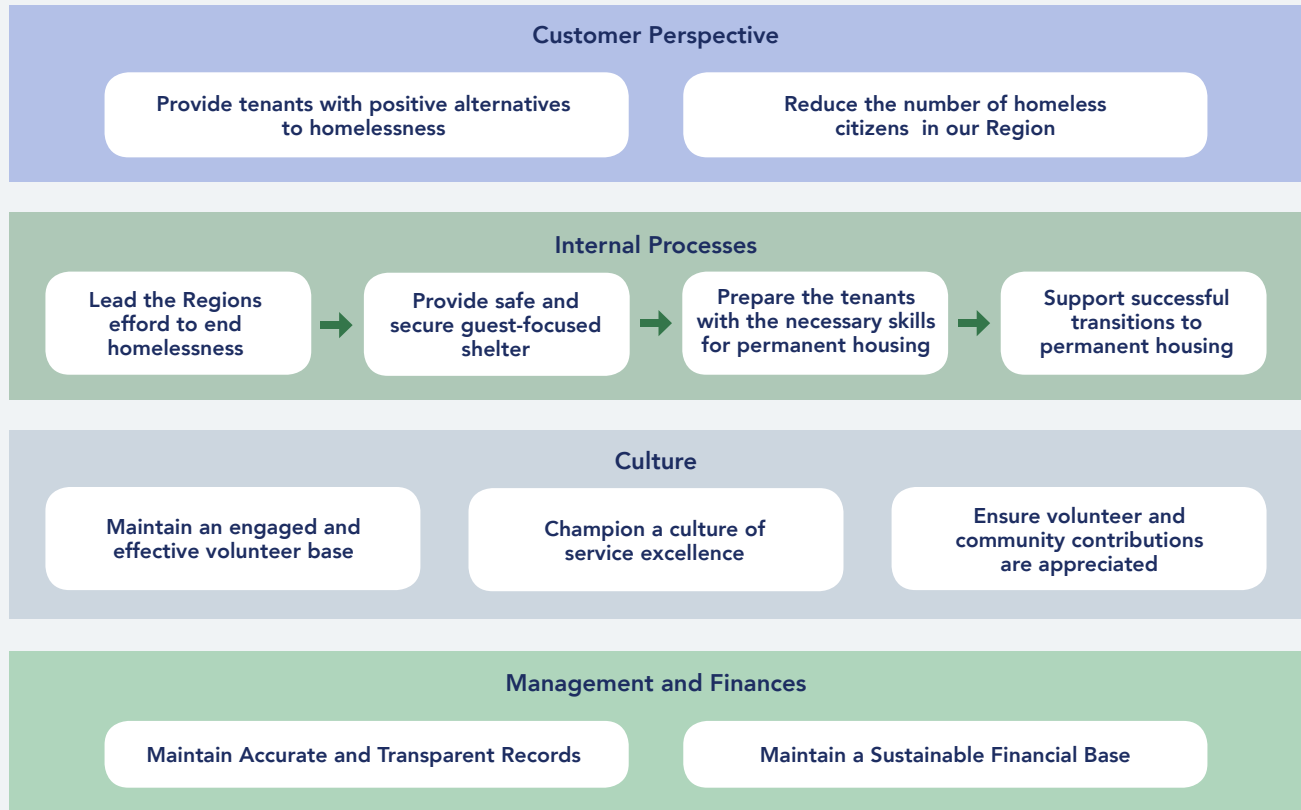 Customer Perspective
Provide tenants with positive alternatives
to homelessness
Reduce the number of homeless
citizens in our Region
Internal Processes
Lead the Regions
efford to end
homelessness
Provide safe and
secure guest-focused
shelter
Prepare the tenants
with the necessary skills
for permanent housing
Support successful
transitions to
permanent housing
Culture
Maintain an engaged and
effective volunteer base
Champion a culture of
service excellence
Ensure volunteer and
community contributions
are appreciated
Management and Finances
Maintain Accurate and Transparent Records
Maintain a Sustainable Financial Base